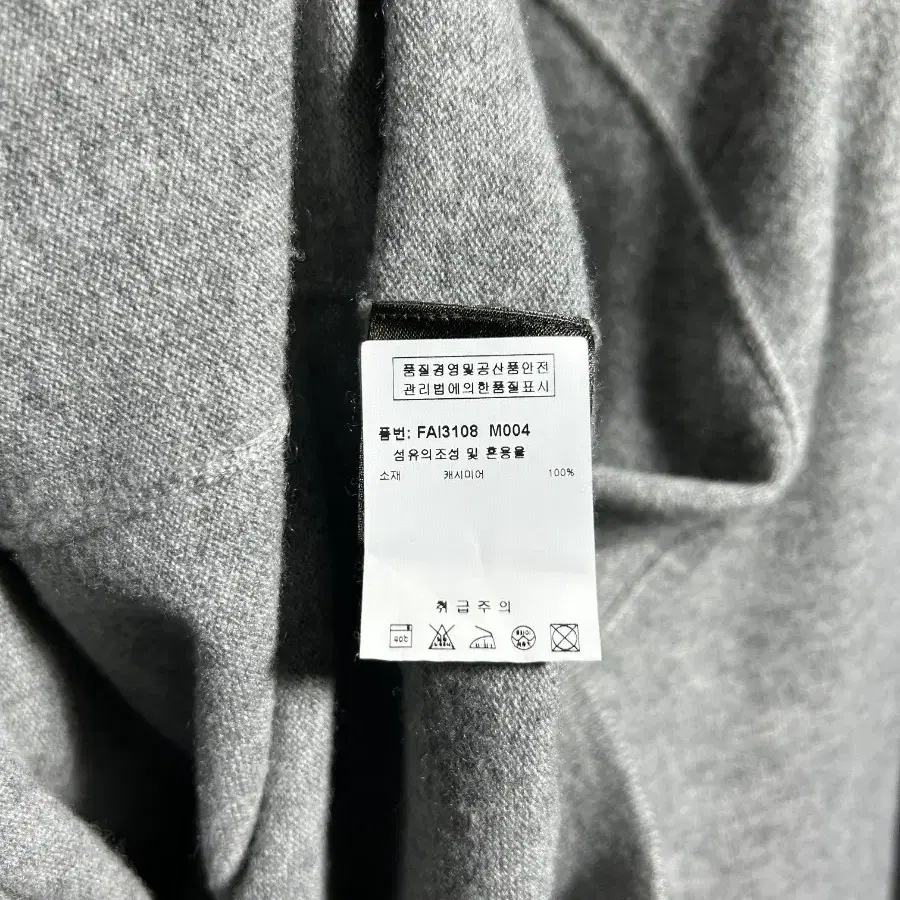 품질경영및공산품안전
관리법에의한품질표시
품번: FAI3108 M004
섬유의조성 및 혼용율
소재 캐시미어 100%
취급주의